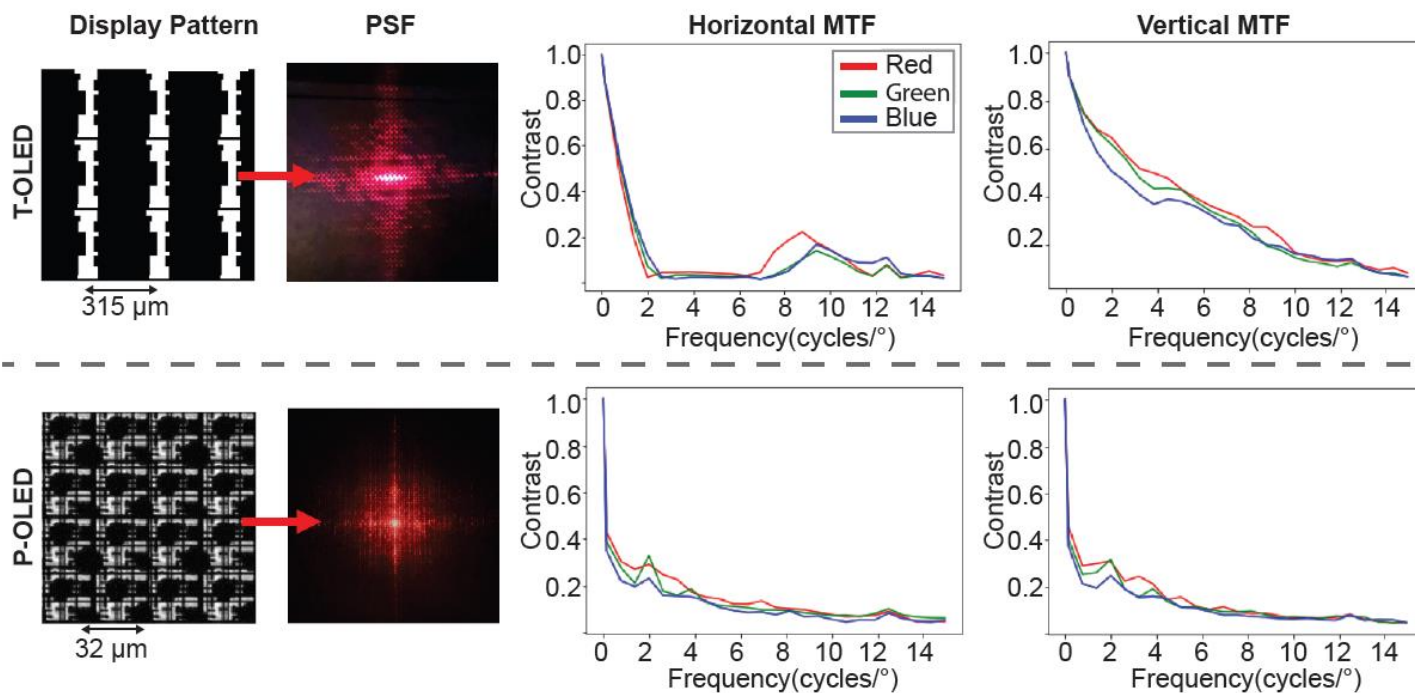 Display Pattern PSF Horizontal MTF Vertical MTF
T-OLED
315 µm
Contrast
1.0
0.8
0.6
0.4
0.2
0 2 4 6 8 10 12 14
Frequency(cycles/°)
Red
Green
Blue
Contrast
1.0
0.8
0.6
0.4
0.2
0 2 4 6 8 10 12 14
Frequency(cycles/°)
P-OLED
32 µm
Contrast
1.0
0.8
0.6
0.4
0.2
0 2 4 6 8 10 12 14
Frequency(cycles/°)
Contrast
1.0
0.8
0.6
0.4
0.2
0 2 4 6 8 10 12 14
Frequency(cycles/°)